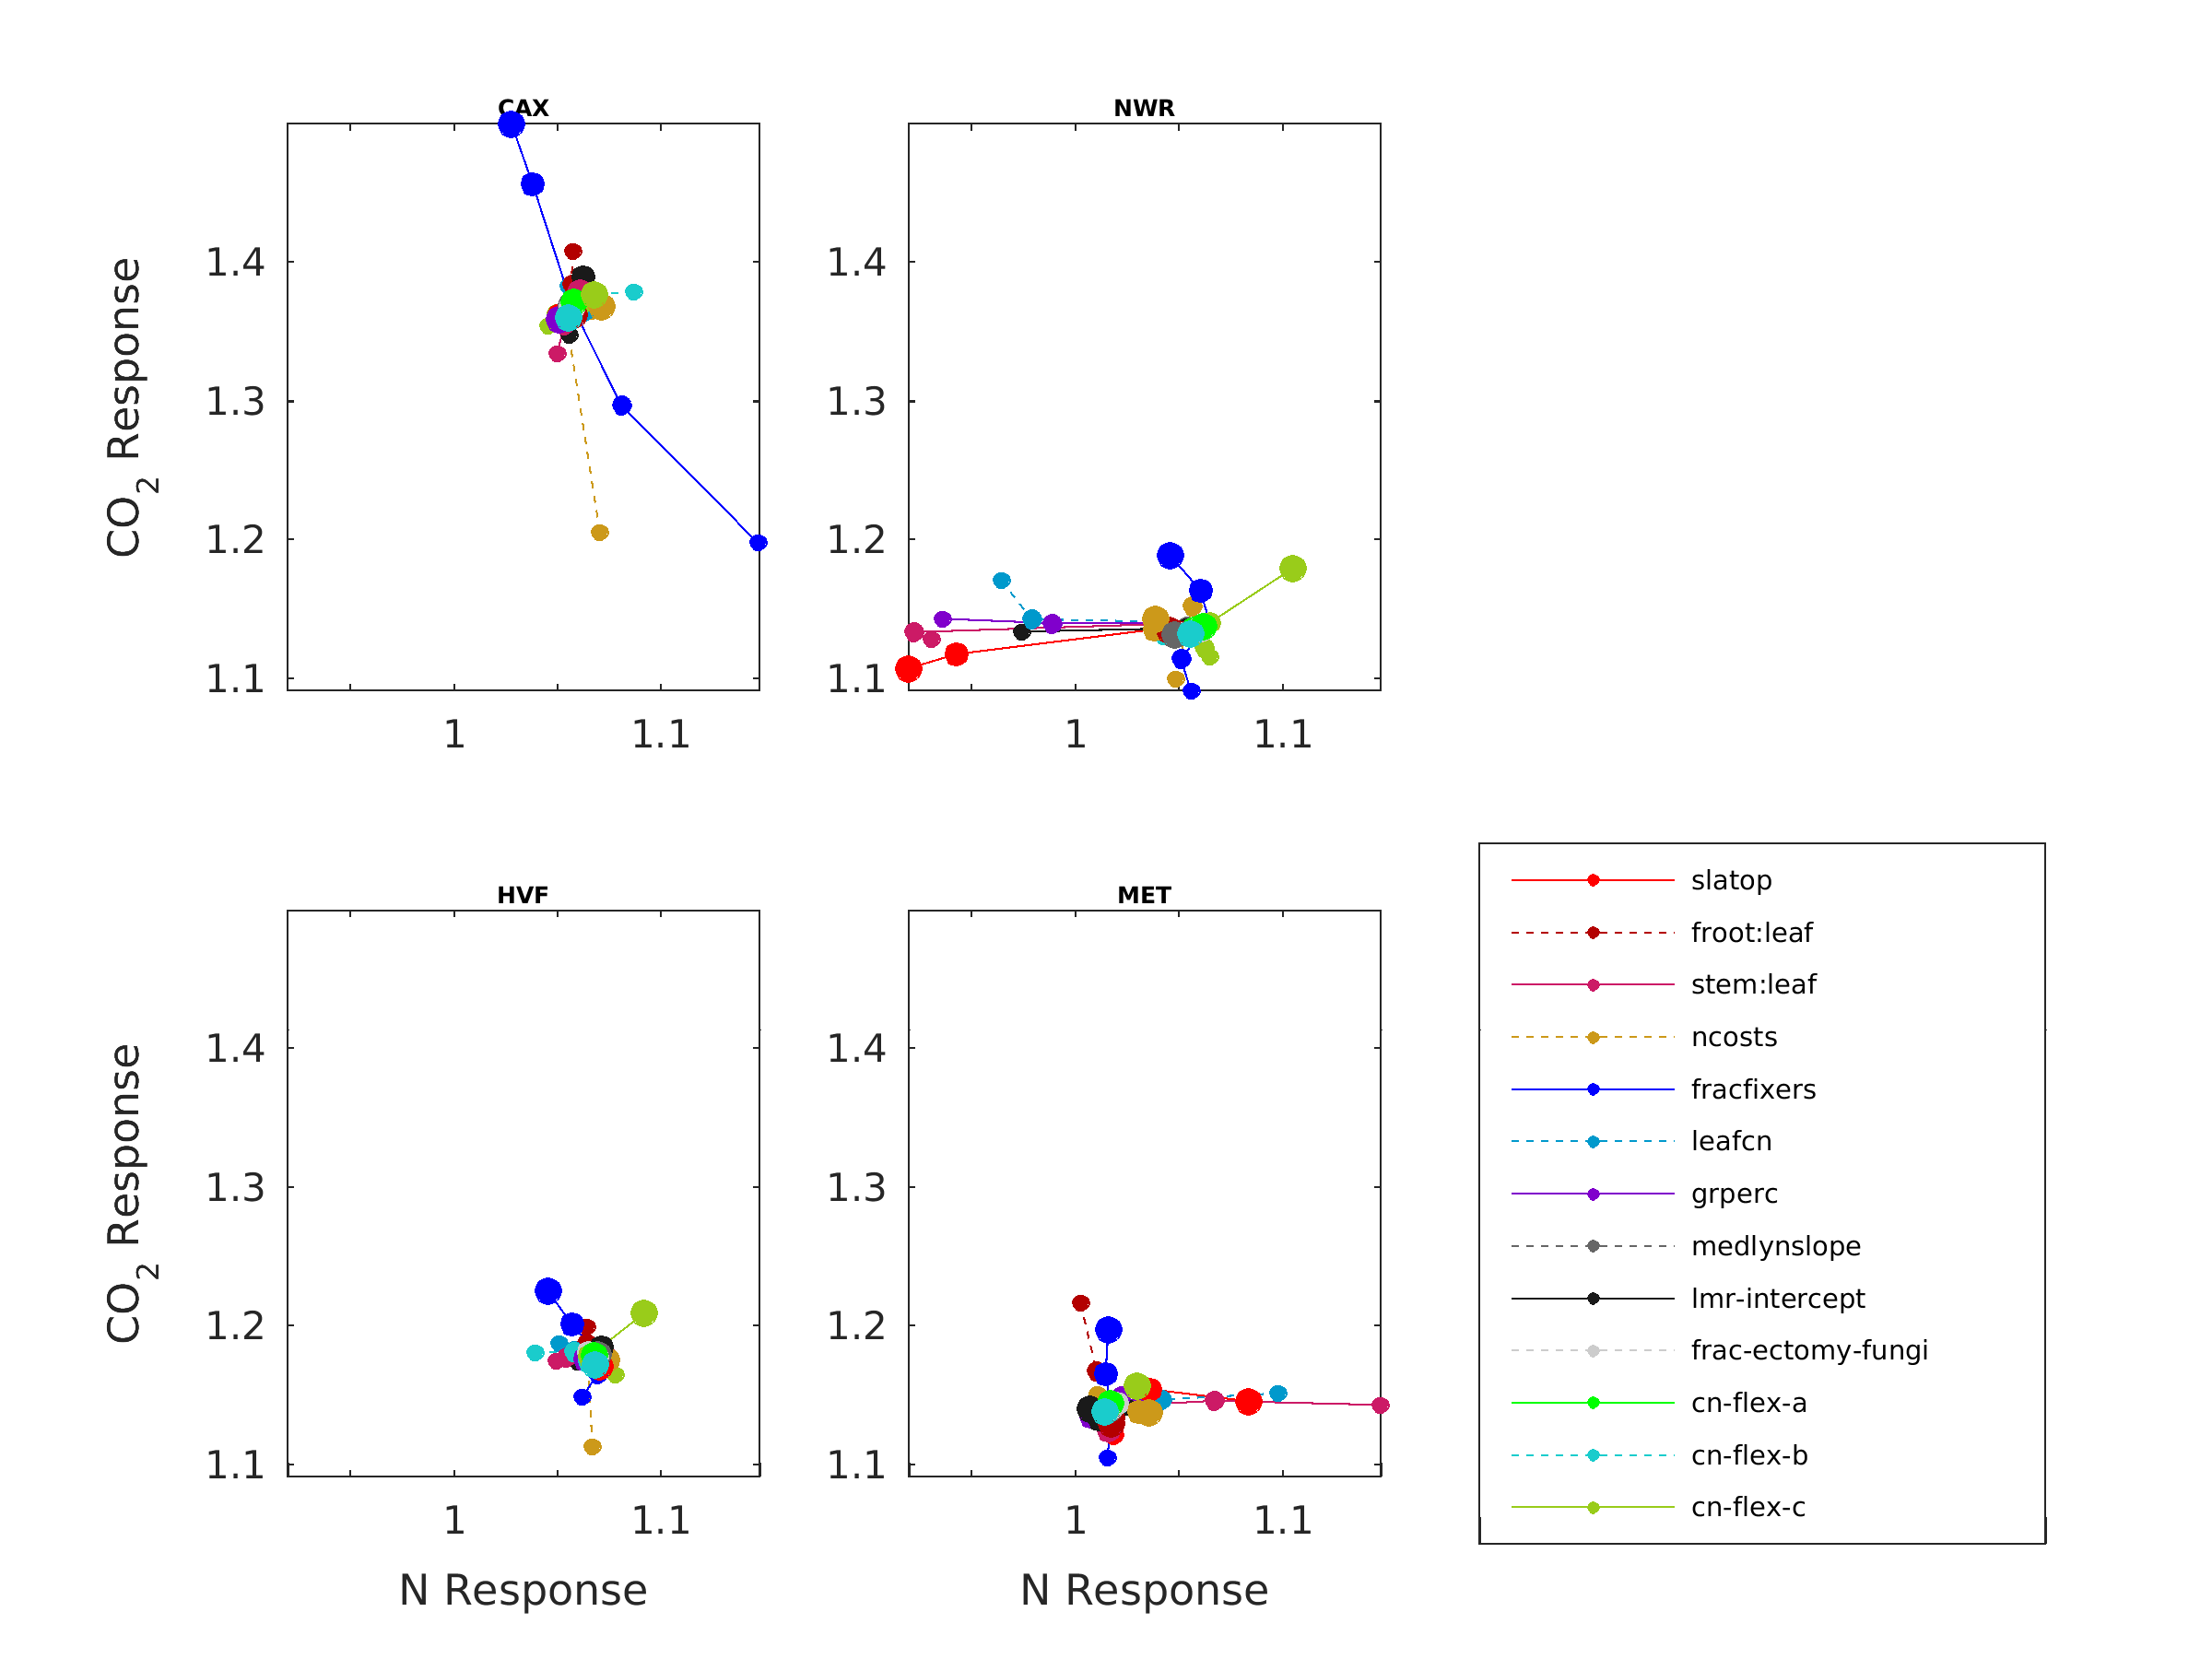 CAX
NWR
CO2 Response
1.4
1.3
1.2
1.1
1
1.1
1.4
1.3
1.2
1.1
1
1.1
HVF
MET
CO2 Response
1.4
1.3
1.2
1.1
1
1.1
N Response
1.4
1.3
1.2
1.1
1
1.1
N Response
slatop
froot:leaf
stem:leaf
ncosts
fracfixers
leafcn
grperc
medlynslope
lmr-intercept
frac-ectomy-fungi
cn-flex-a
cn-flex-b
cn-flex-c